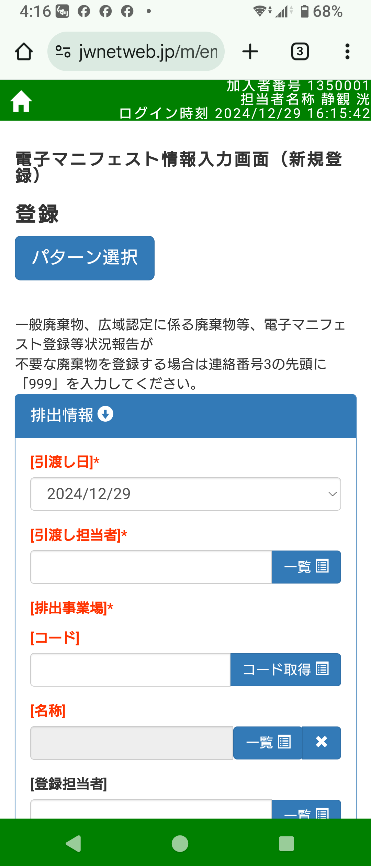 4:16
68%
jwnetweb.jp/m/en
3
加入者番号 1350001
担当者名称 静観 洸
ログイン時刻 2024/12/29 16:15:42
電子マニフェスト情報入力画面（新規登
録）
登録
パターン選択
一般廃棄物、広域認定に係る廃棄物等、電子マニフェ
スト登録等状況報告が
不要な廃棄物を登録する場合は連絡番号3の先頭に
「999」を入力してください。
排出情報
[引渡し日]*
2024/12/29
[引渡し担当者]*
一覧
[排出事業場]*
[コード]
コード取得
[名称]
一覧
[登録担当者]
一覧